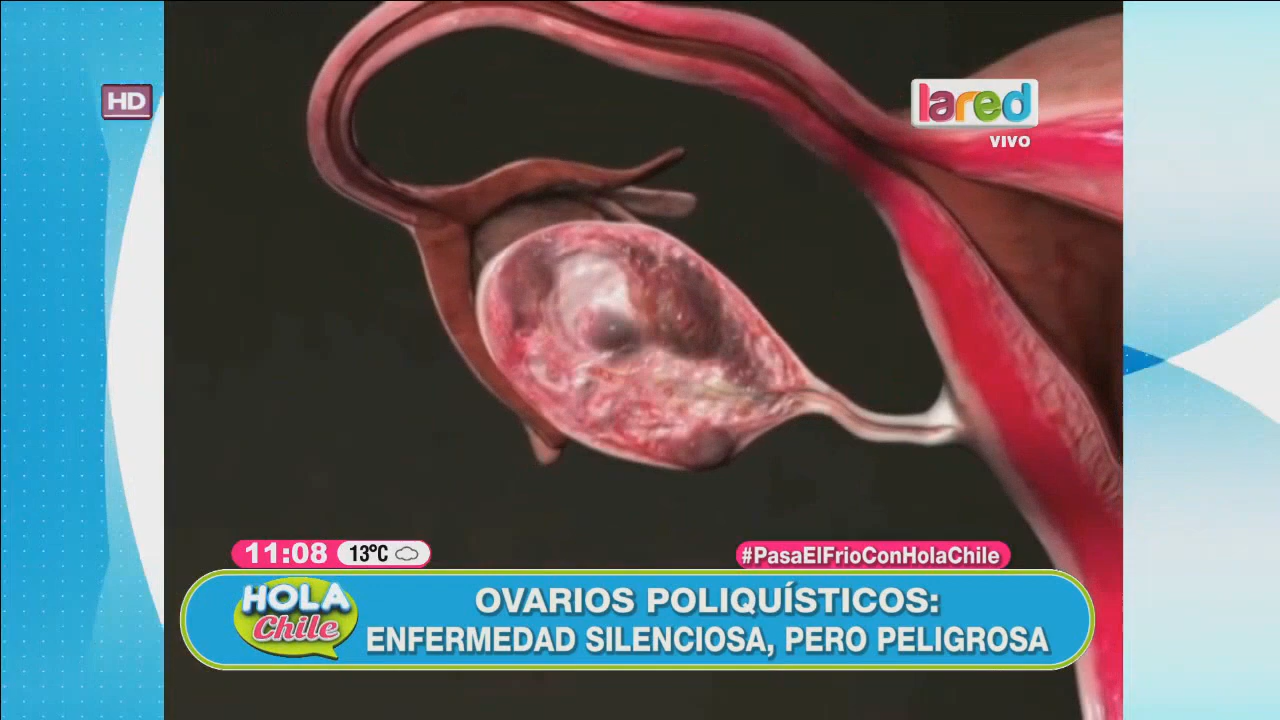 HD
lared
VIVO
11:08 13°C
#PasaElFrioConHolaChile
HOLA
Chile
OVARIOS POLIQUÍSTICOS:
ENFERMEDAD SILENCIOSA, PERO PELIGROSA